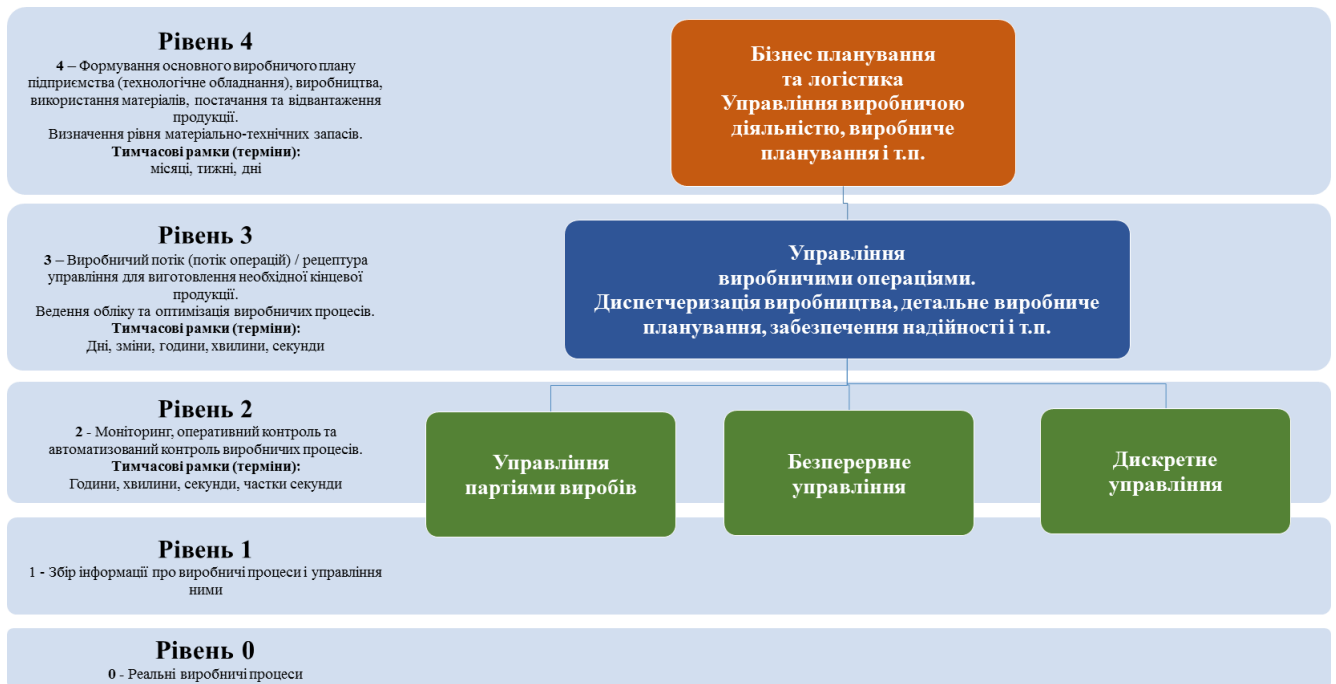 Рівень 4
4 – Формування основного виробничого плану
підприємства (технологічне обладнання), виробництва,
використання матеріалів, постачання та відвантаження
продукції.
Визначення рівня матеріально-технічних запасів.
Тимчасові рамки (терміни):
місяці, тижні, дні
Бізнес планування
та логістика
Управління виробничою
діяльністю, виробниче
планування і т.п.
Рівень 3
3 – Виробничий потік (потік операцій) / рецептура
управління для виготовлення необхідної кінцевої
продукції.
Ведення обліку та оптимізація виробничих процесів.
Тимчасові рамки (терміни):
Дні, зміни, години, хвилини, секунди
Управління
виробничими операціями.
Диспетчеризація виробництва, детальне виробниче
планування, забезпечення надійності і т.п.
Рівень 2
2 - Моніторинг, оперативний контроль та
автоматизований контроль виробничих процесів.
Тимчасові рамки (терміни):
Години, хвилини, секунди, частки секунди
Управління
партіями виробів
Безперервне
управління
Дискретне
управління
Рівень 1
1 - Збір інформації про виробничі процеси і управління
ними
Рівень 0
0 - Реальні виробничі процеси